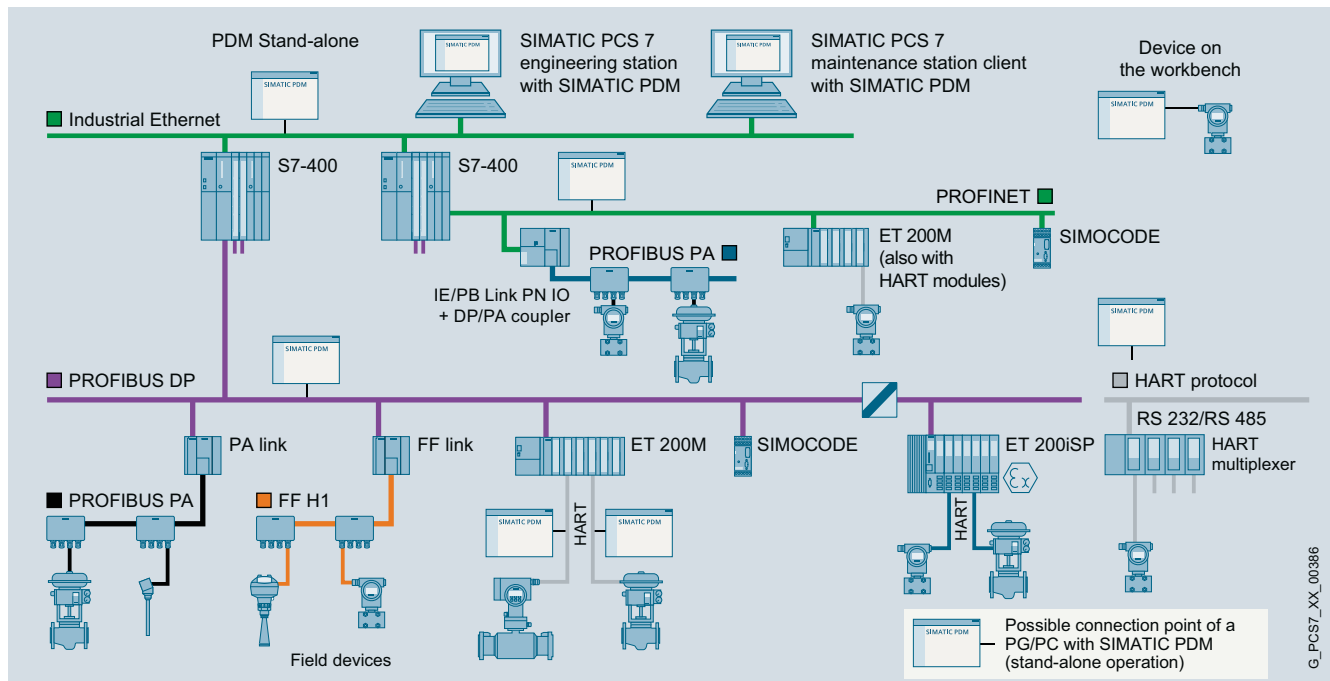 PDM Stand-alone
SIMATIC PDM
SIMATIC PDM
SIMATIC PCS 7
engineering station
with SIMATIC PDM
SIMATIC PDM
SIMATIC PCS 7
maintenance station client
with SIMATIC PDM
Device on
the workbench
SIMATIC PDM
Industrial Ethernet
S7-400
S7-400
SIMATIC PDM
PROFINET
PROFIBUS PA
IE/PB Link PN IO
+ DP/PA coupler
ET 200M
(also with
HART modules)
SIMOCODE
SIMATIC PDM
SIMATIC PDM
PROFIBUS DP
HART protocol
RS 232/RS 485
HART
multiplexer
PA link
FF link
ET 200M
SIMOCODE
ET 200iSP
Ex
PROFIBUS PA
FF H1
SIMATIC PDM
HART
SIMATIC PDM
HART
Field devices
SIMATIC PDM
Possible connection point of a
PG/PC with SIMATIC PDM
(stand-alone operation)
G_PCS7_XX_00386